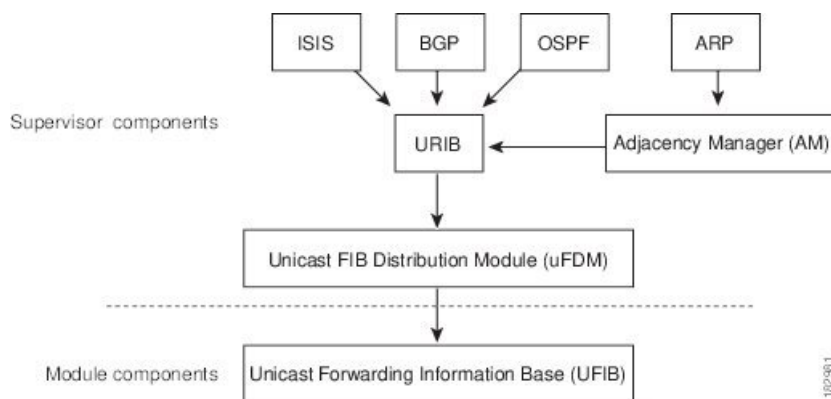 ISIS
BGP
OSPF
ARP
Supervisor components
URIB
Adjacency Manager (AM)
Unicast FIB Distribution Module (uFDM)
Module components
Unicast Forwarding Information Base (UFIB)
182981